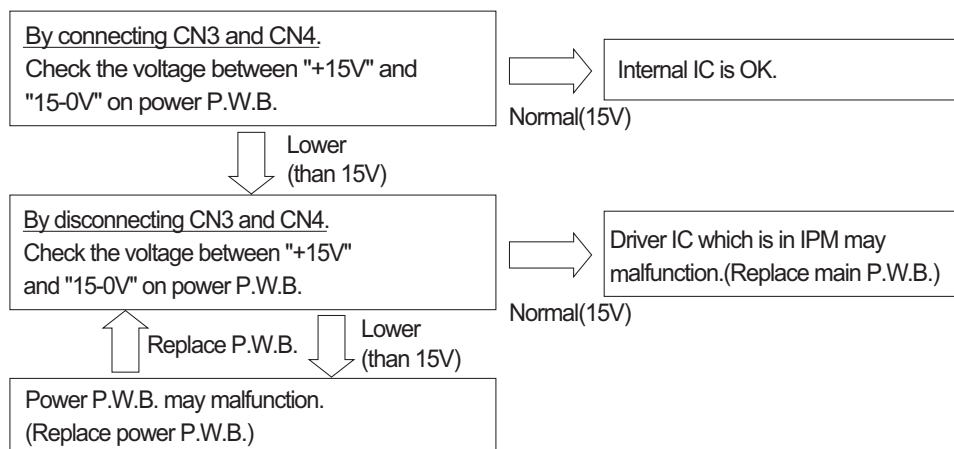 By connecting CN3 and CN4.
Check the voltage between "+15V" and
"15-0V" on power P.W.B.
Normal(15V)
Internal IC is OK.
Lower
(than 15V)
By disconnecting CN3 and CN4.
Check the voltage between "+15V"
and "15-0V" on power P.W.B.
Normal(15V)
Driver IC which is in IPM may
malfunction.(Replace main P.W.B.)
Replace P.W.B.
Lower
(than 15V)
Power P.W.B. may malfunction.
(Replace power P.W.B.)